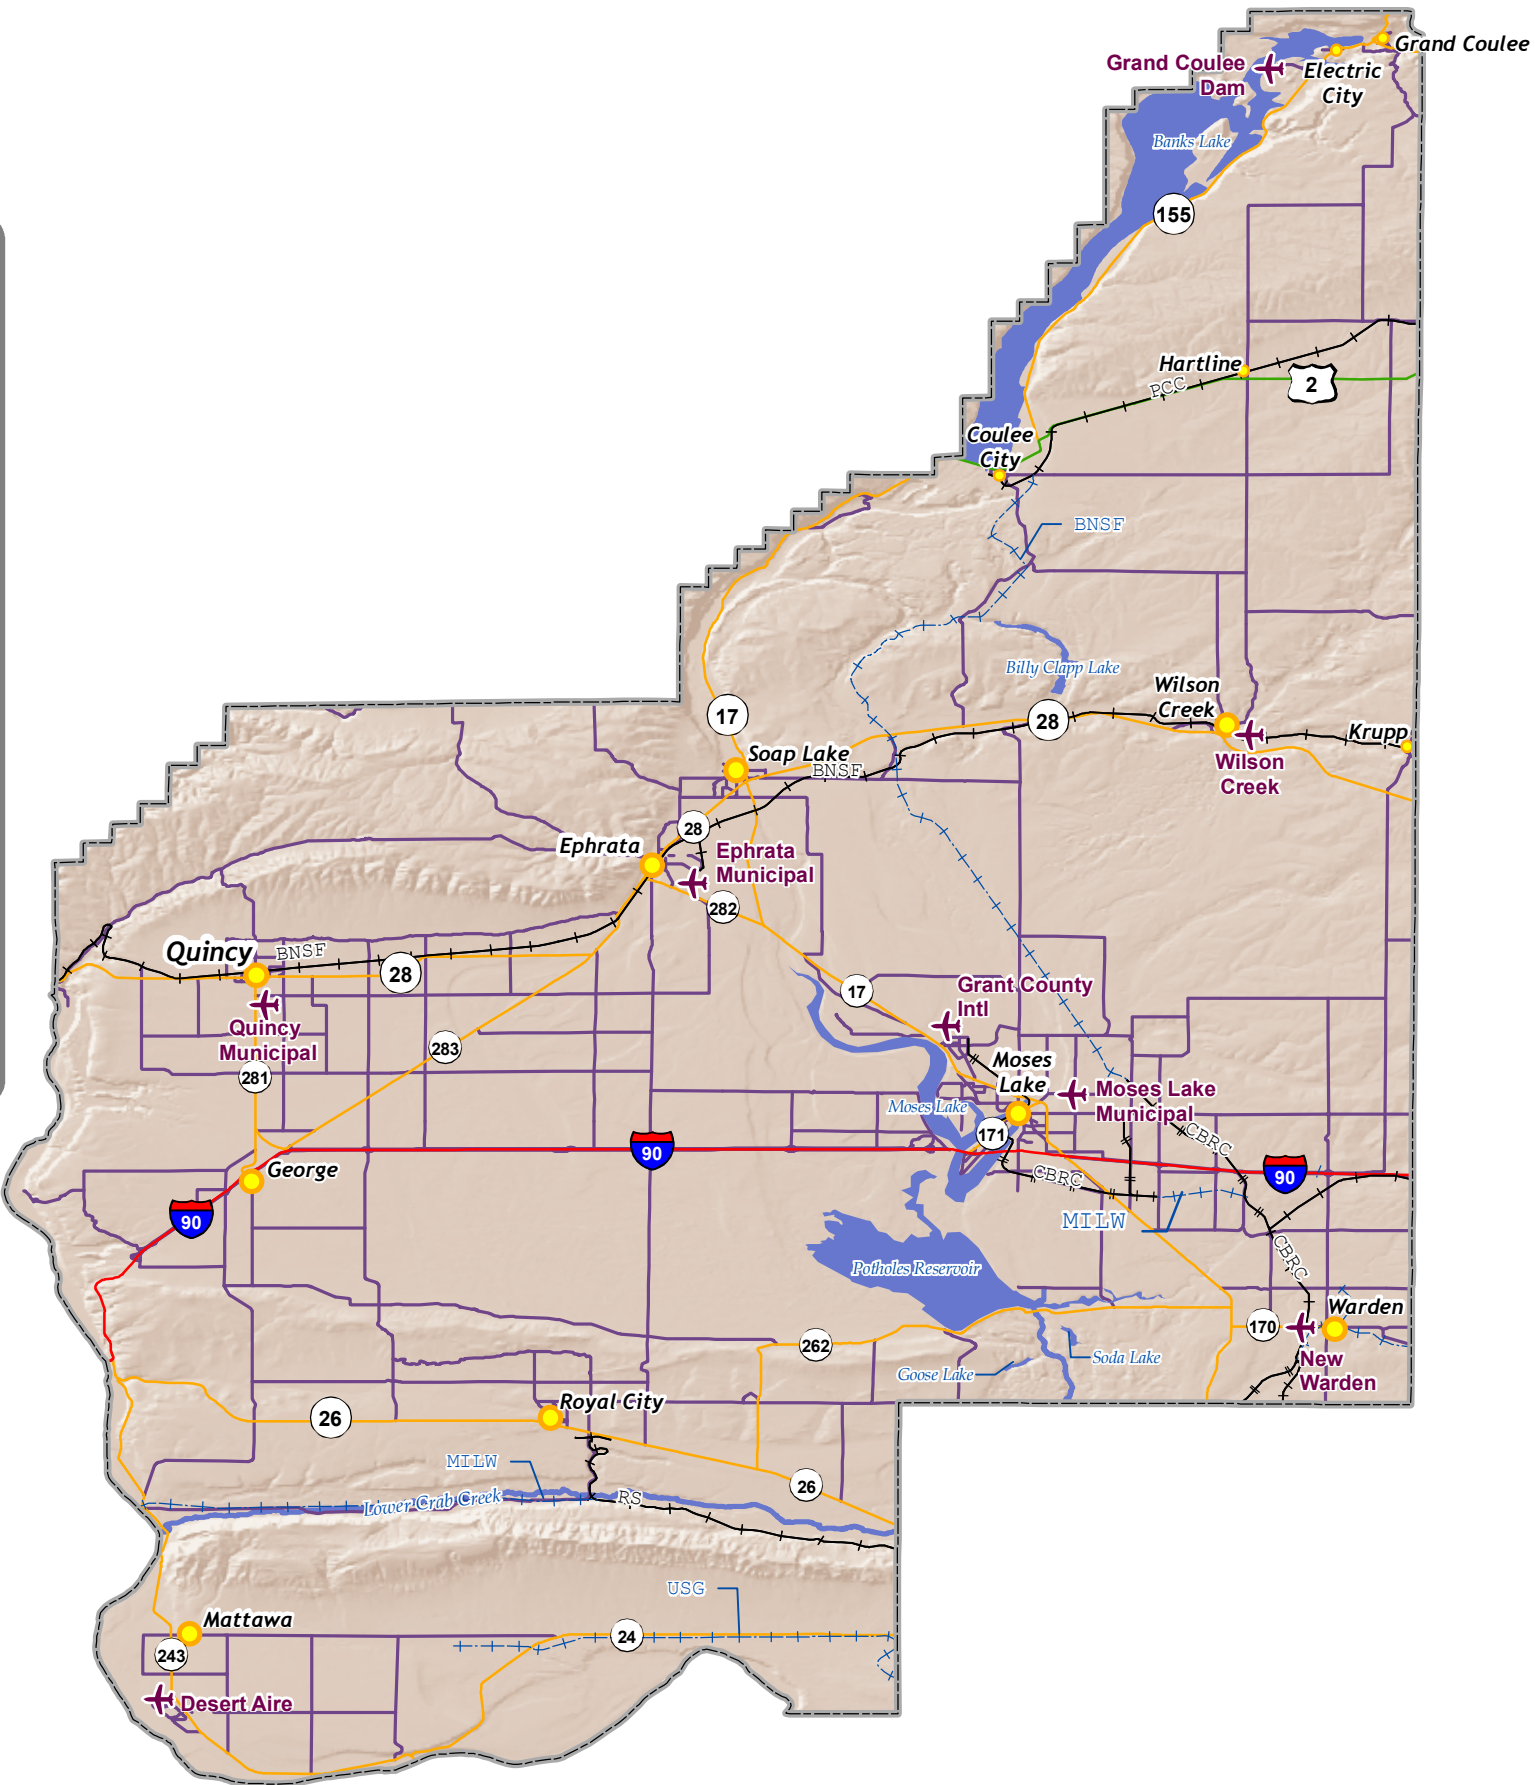 Grand Coulee
Grand Coulee
Dam
Electric
City
Banks Lake
155
Hartline
PCC
2
Coulee
City
BNSF
Billy Clapp Lake
Wilson
Creek
17
28
Krupp
Soap Lake
BNSF
Wilson
Creek
28
Ephrata
Ephrata
Municipal
282
Quincy
BNSF
28
17
Grant County
Intl
Quincy
Municipal
283
281
Moses
Lake
Moses Lake
Municipal
Moses Lake
171
CBRC
90
George
90
CBRC
90
MILW
CBRC
Potholes Reservoir
Warden
170
262
Soda Lake
Goose Lake
New
Warden
Royal City
26
MILW
26
RS
Lower Crab Creek
USG
Mattawa
24
243
Desert Aire